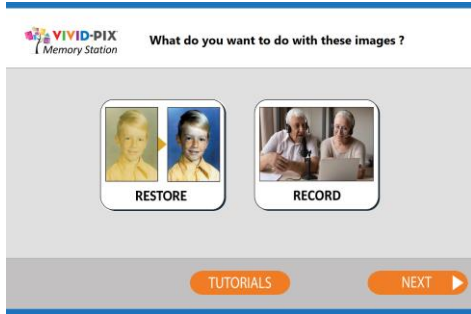 VIVID-PIX
Memory Station
What do you want to do with these images ?
RESTORE
RECORD
TUTORIALS
NEXT